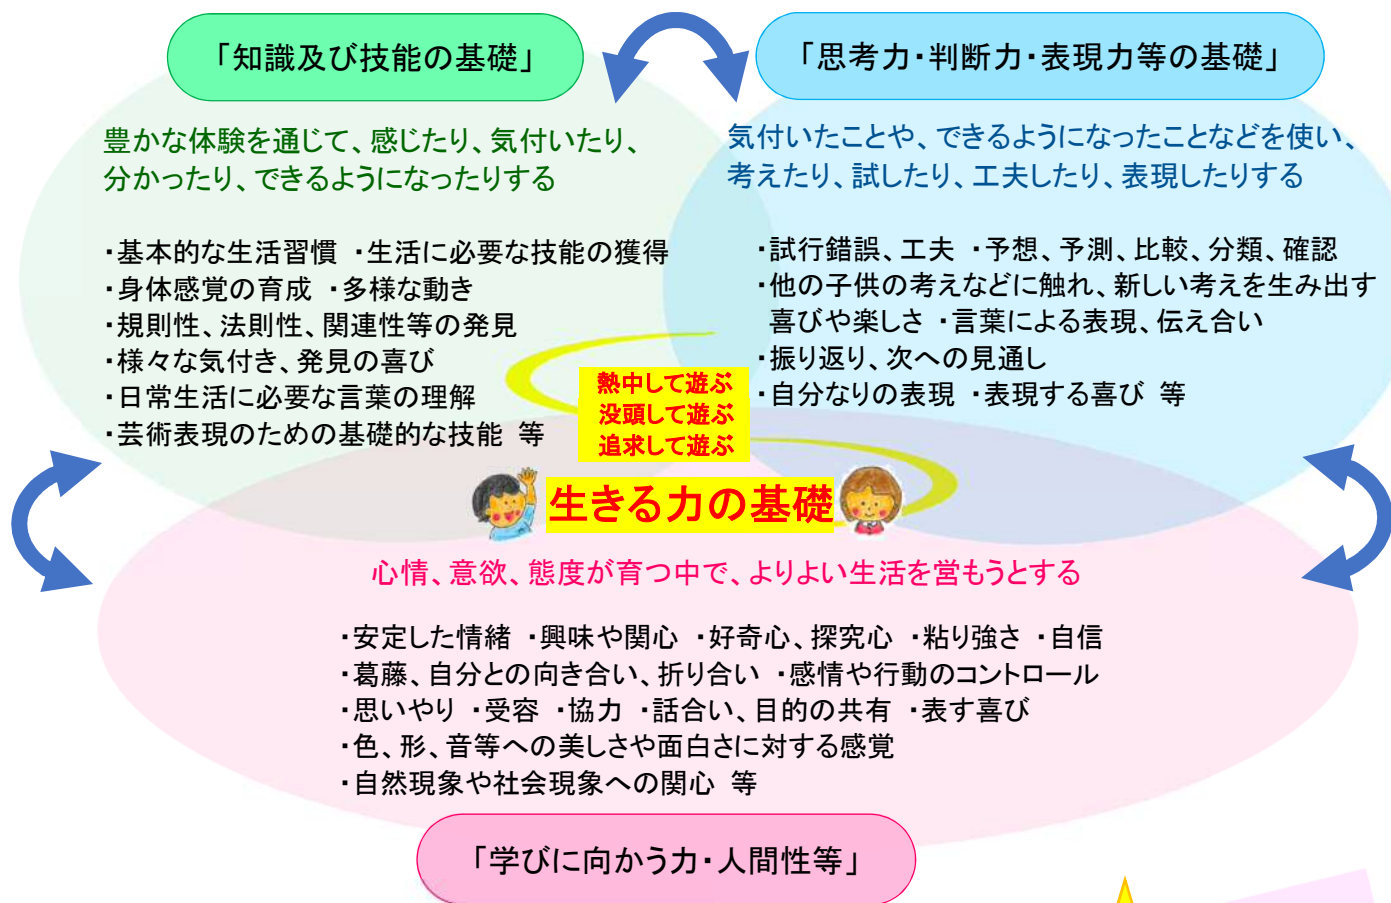 「知識及び技能の基礎」
豊かな体験を通じて、感じたり、気付いたり、
分かったり、できるようになったりする
・基本的な生活習慣 ・生活に必要な技能の獲得
・身体感覚の育成 ・多様な動き
・規則性、法則性、関連性等の発見
・様々な気付き、発見の喜び
・日常生活に必要な言葉の理解
・芸術表現のための基礎的な技能 等
「思考力・判断力・表現力等の基礎」
気付いたことや、できるようになったことなどを使い、
考えたり、試したり、工夫したり、表現したりする
・試行錯誤、工夫 ・予想、予測、比較、分類、確認
・他の子供の考えなどに触れ、新しい考えを生み出す
喜びや楽しさ ・言葉による表現、伝え合い
・振り返り、次への見通し
・自分なりの表現 ・表現する喜び 等
熱中して遊ぶ
没頭して遊ぶ
追求して遊ぶ
生きる力の基礎
心情、意欲、態度が育つ中で、よりよい生活を営もうとする
・安定した情緒 ・興味や関心 ・好奇心、探究心 ・粘り強さ ・自信
・葛藤、自分との向き合い、折り合い ・感情や行動のコントロール
・思いやり ・受容 ・協力 ・話合い、目的の共有 ・表す喜び
・色、形、音等への美しさや面白さに対する感覚
・自然現象や社会現象への関心 等
「学びに向かう力・人間性等」